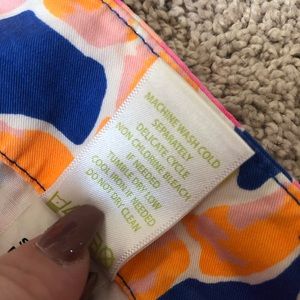 MACHINE WASH COLD
SEPARATELY
DELICATE CYCLE
NON CHLORINE BLEACH
IF NEEDED
TUMBLE DRY LOW
COOL IRON IF NEEDED
DO NOT DRY CLEAN